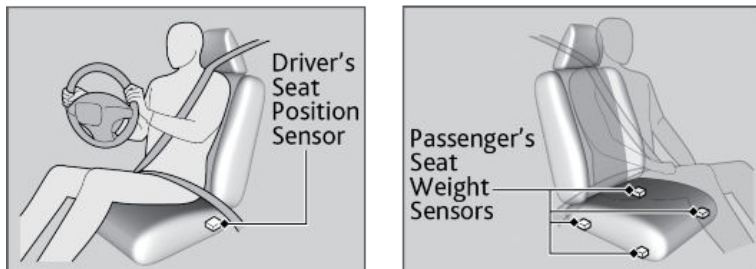 Driver's
Seat
Position
Sensor
Passenger's
Seat
Weight
Sensors